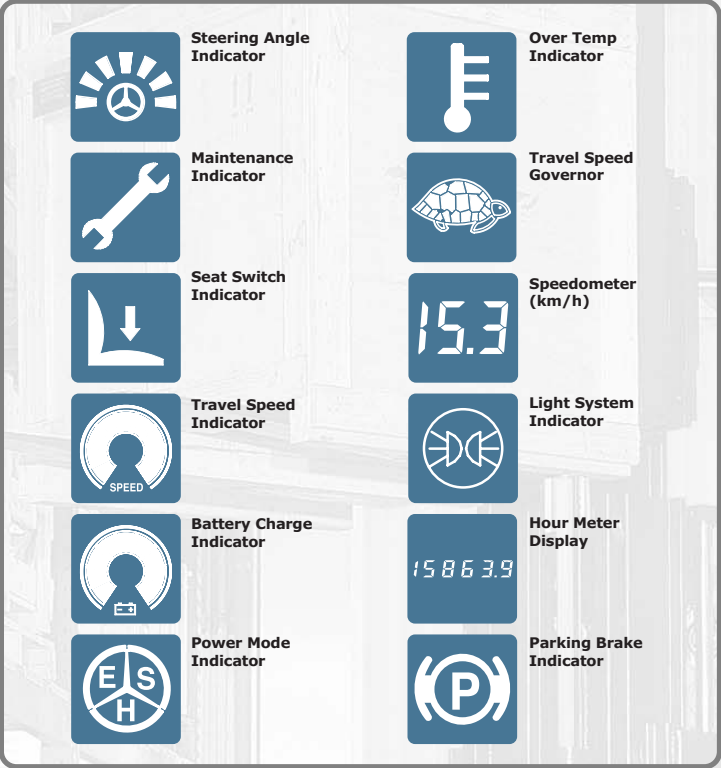 Steering Angle
Indicator
Over Temp
Indicator
Maintenance
Indicator
Travel Speed
Governor
Seat Switch
Indicator
15.3
Speedometer
(km/h)
SPEED
Travel Speed
Indicator
Light System
Indicator
Battery Charge
Indicator
15863.9
Hour Meter
Display
E S
H
Power Mode
Indicator
P
Parking Brake
Indicator